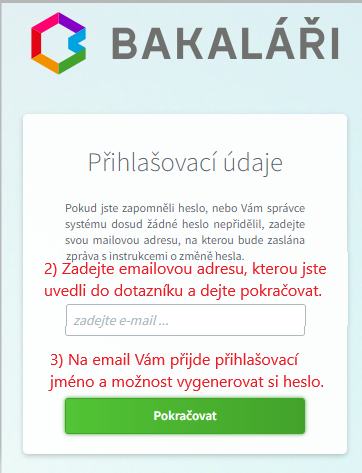 BAKALÁŘI
Přihlašovací údaje
Pokud jste zapomněli heslo, nebo Vám správce
systému dosud žádné heslo nepřidělil, zadejte
svou mailovou adresu, na kterou bude zaslána
zpráva s instrukcemi o změně hesla.
2) Zadejte emailovou adresu, kterou jste
uvedli do dotazníku a dejte pokračovat.
zadejte e-mail ...
3) Na email Vám přijde přihlašovací
jméno a možnost vygenerovat si heslo.
Pokračovat